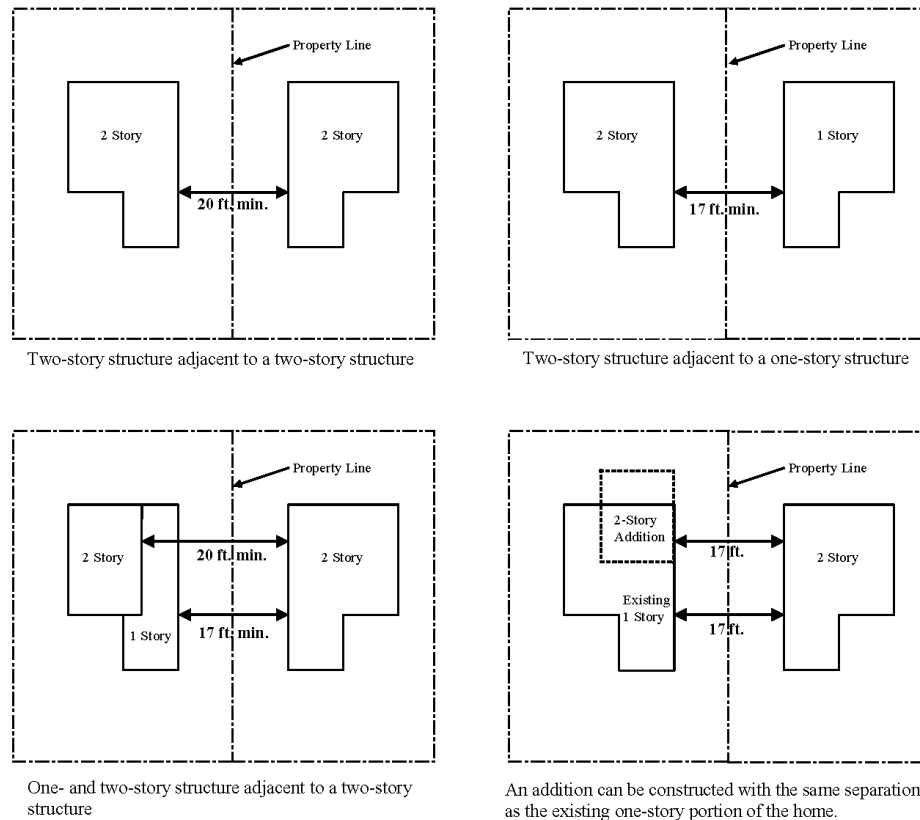 Property Line
2 Story
2 Story
20 ft. min.
Two-story structure adjacent to a two-story structure
Property Line
2 Story
1 Story
17 ft. min.
Two-story structure adjacent to a one-story structure
Property Line
2 Story
2 Story
20 ft. min.
1 Story
17 ft. min.
One- and two-story structure adjacent to a two-story
structure
Property Line
2-Story
Addition
17 ft.
2 Story
Existing
1 Story
17 ft.
An addition can be constructed with the same separation
as the existing one-story portion of the home.